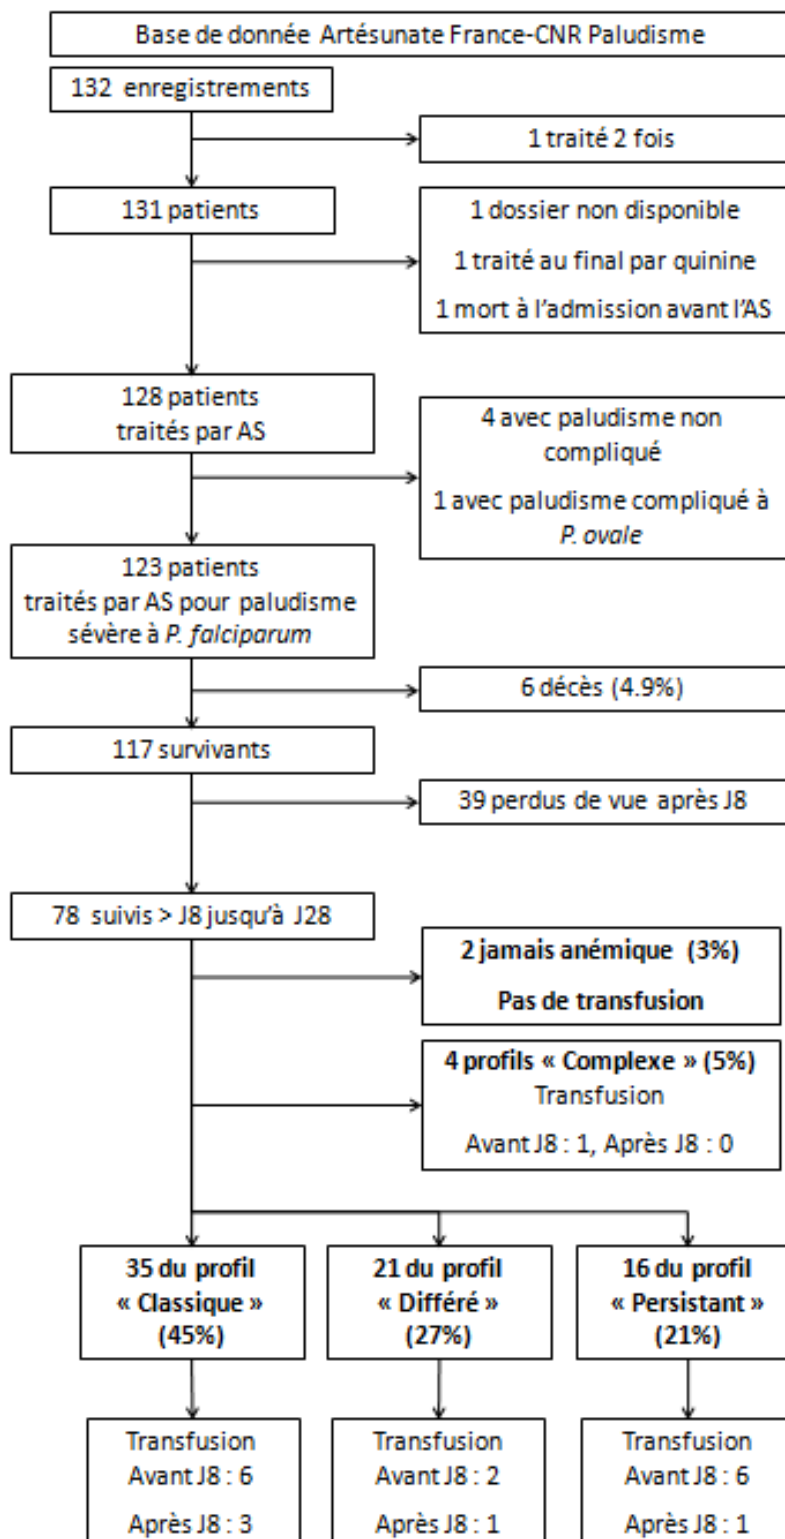 Base de donnée Artésunate France-CNR Paludisme
132 enregistrements
1 traité 2 fois
131 patients
1 dossier non disponible
1 traité au final par quinine
1 mort à l'admission avant l'AS
128 patients
traités par AS
4 avec paludisme non
compliqué
1 avec paludisme compliqué à
P. ovale
123 patients
traités par AS pour paludisme
sévère à P. falciparum
6 décès (4.9%)
117 survivants
39 perdus de vue après J8
78 suivis > J8 jusqu'à J28
2 jamais anémique (3%)
Pas de transfusion
4 profils « Complexe » (5%)
Transfusion
Avant J8 : 1, Après J8 : 0
35 du profil
« Classique »
(45%)
21 du profil
« Différé »
(27%)
16 du profil
« Persistant »
(21%)
Transfusion
Avant J8 : 6
Après J8 : 3
Transfusion
Avant J8 : 2
Après J8 : 1
Transfusion
Avant J8 : 6
Après J8 : 1